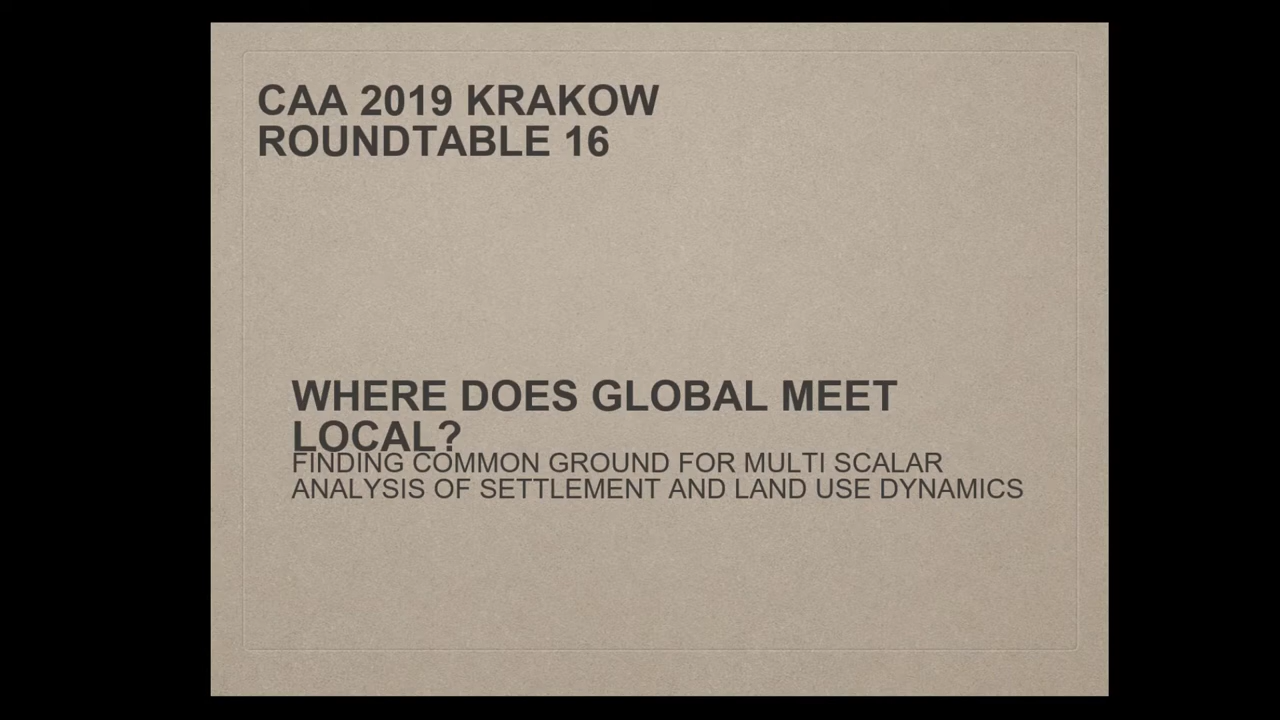 CAA 2019 KRAKOW
ROUNDTABLE 16
WHERE DOES GLOBAL MEET
LOCAL?
FINDING COMMON GROUND FOR MULTI SCALAR
ANALYSIS OF SETTLEMENT AND LAND USE DYNAMICS